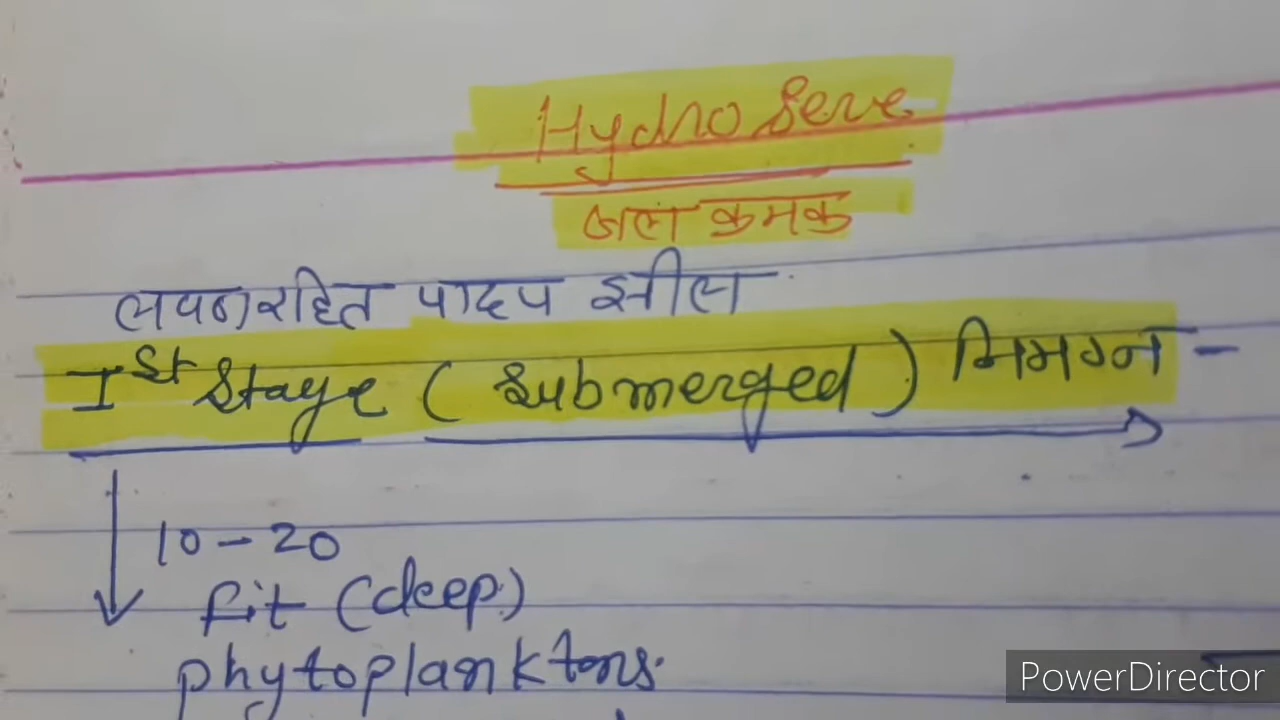 Hydro Sere
जल क्रमक
लवणरहित पादप झील
Ist Stage (Submerged) निमग्न -
10-20
fit (deep)
phytoplanktons.
PowerDirector